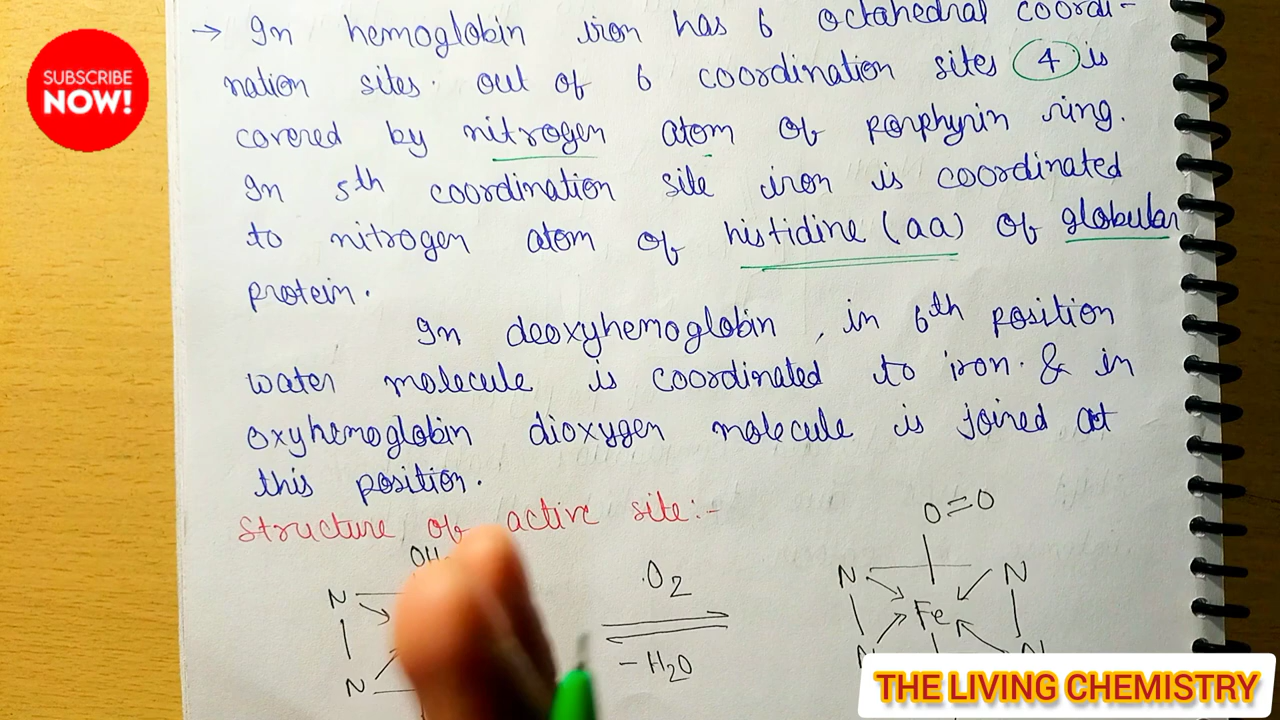 SUBSCRIBE
NOW!
→ In hemoglobin iron has 6 octahedral coordi-
nation sites. out of 6 coordination sites 4 is
covered by nitrogen atom of porphyrin ring.
In 5th coordination site iron is coordinated
to nitrogen atom of histidine (aa) of globular
protein.
In deoxyhemoglobin, in 6th position
water molecule is coordinated to iron. & in
oxyhemoglobin dioxygen molecule is joined at
this position.
Structure of active site:-
O=O
OH
O2
N N N
Fe
-H2O
N
THE LIVING CHEMISTRY